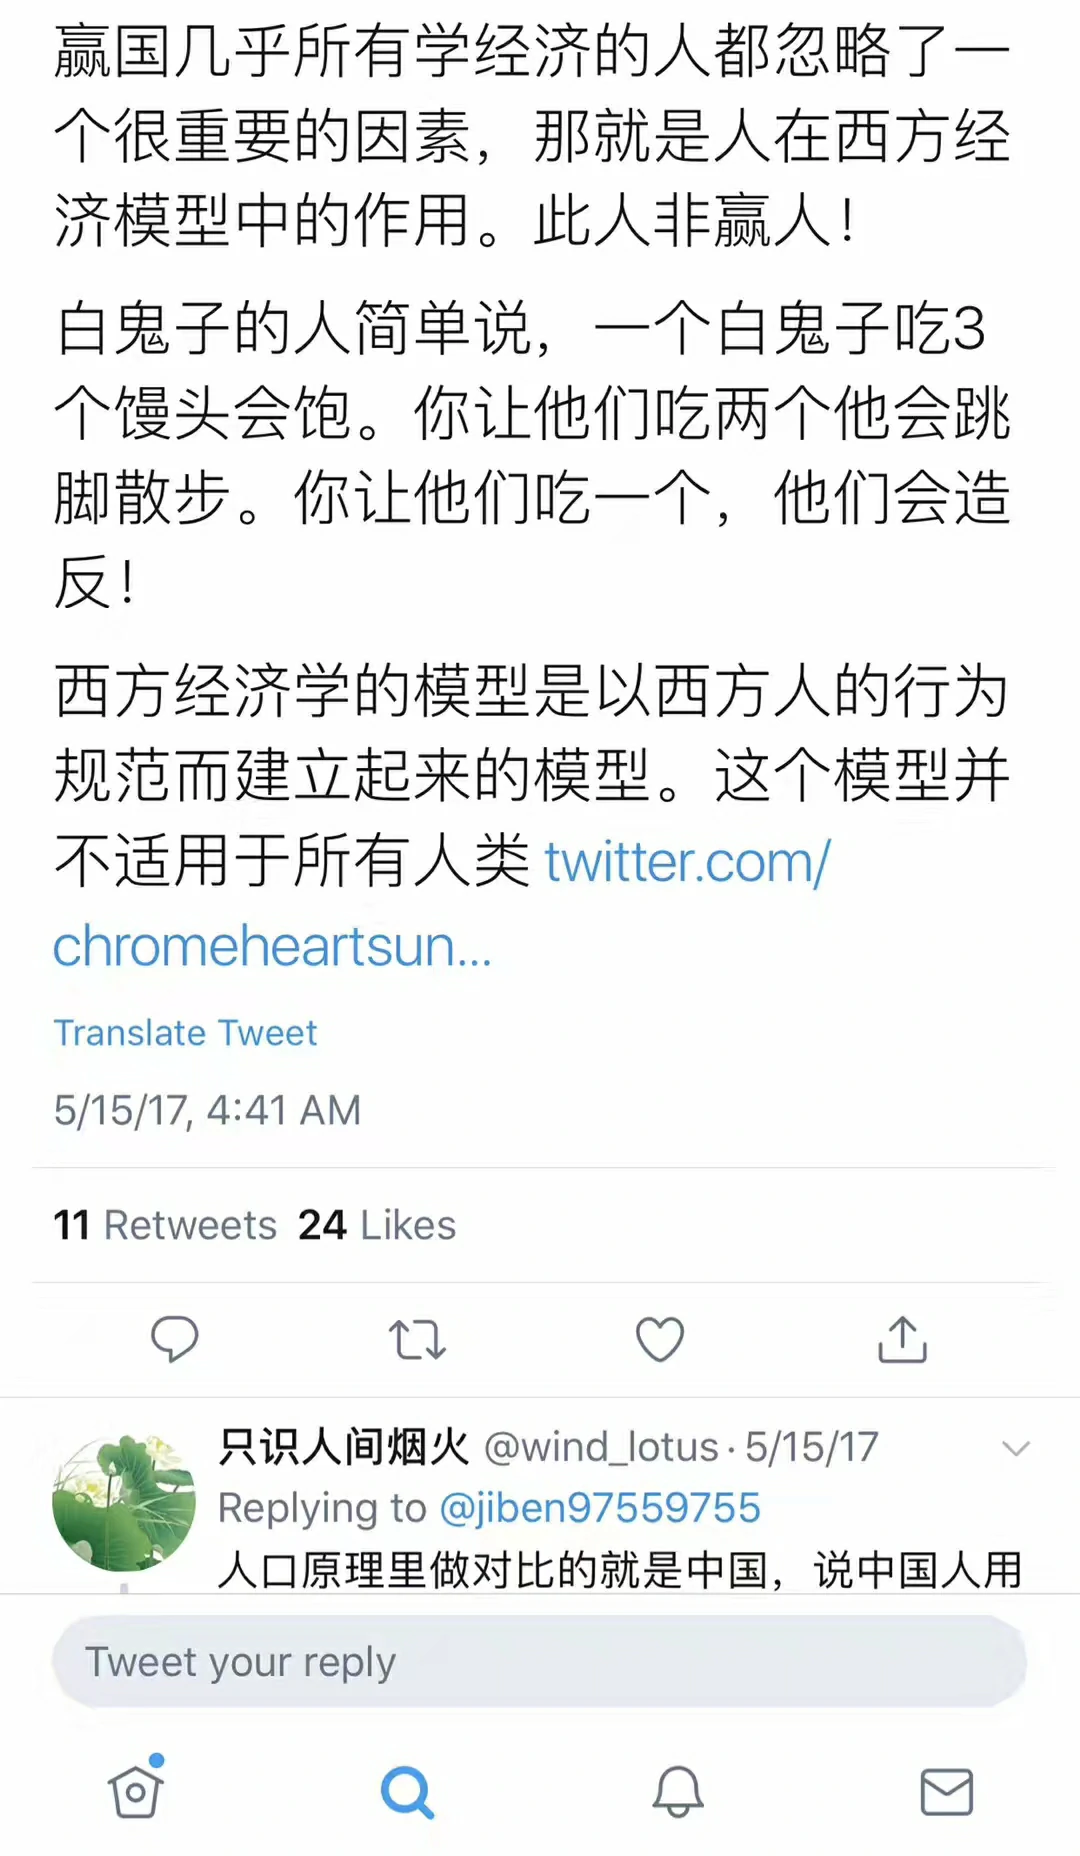 赢国几乎所有学经济的人都忽略了一
个很重要的因素，那就是人在西方经
济模型中的作用。此人非赢人！
白鬼子的人简单说，一个白鬼子吃3
个馒头会饱。你让他们吃两个他会跳
脚散步。你让他们吃一个，他们会造
反！
西方经济学的模型是以西方人的行为
规范而建立起来的模型。这个模型并
不适用于所有人类 twitter.com/
chromeheartsun...
Translate Tweet
5/15/17, 4:41 AM
11 Retweets 24 Likes
只识人间烟火 @wind_lotus · 5/15/17
Replying to @jiben97559755
人口原理里做对比的就是中国，说中国人用
Tweet your reply